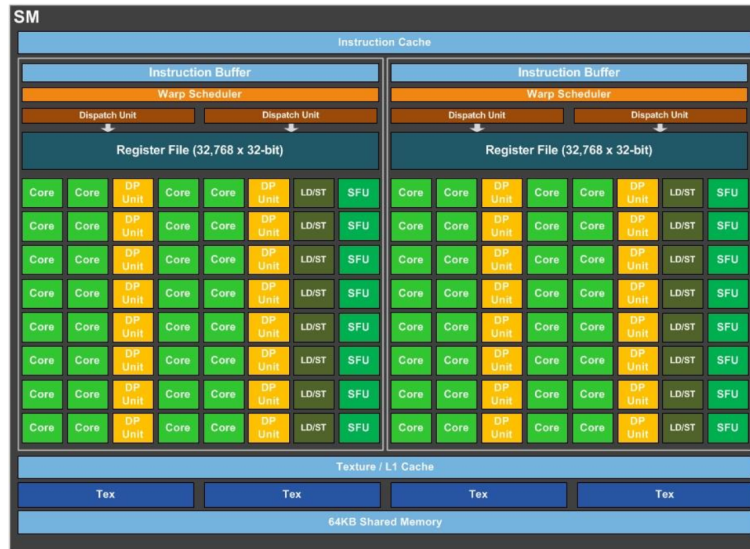 SM
Instruction Cache
Instruction Buffer Instruction Buffer
Warp Scheduler Warp Scheduler
Dispatch Unit Dispatch Unit Dispatch Unit Dispatch Unit
Register File (32,768 x 32-bit) Register File (32,768 x 32-bit)
Core Core DP Unit Core Core DP Unit LD/ST SFU Core Core DP Unit Core Core DP Unit LD/ST SFU
Core Core DP Unit Core Core DP Unit LD/ST SFU Core Core DP Unit Core Core DP Unit LD/ST SFU
Core Core DP Unit Core Core DP Unit LD/ST SFU Core Core DP Unit Core Core DP Unit LD/ST SFU
Core Core DP Unit Core Core DP Unit LD/ST SFU Core Core DP Unit Core Core DP Unit LD/ST SFU
Core Core DP Unit Core Core DP Unit LD/ST SFU Core Core DP Unit Core Core DP Unit LD/ST SFU
Core Core DP Unit Core Core DP Unit LD/ST SFU Core Core DP Unit Core Core DP Unit LD/ST SFU
Core Core DP Unit Core Core DP Unit LD/ST SFU Core Core DP Unit Core Core DP Unit LD/ST SFU
Core Core DP Unit Core Core DP Unit LD/ST SFU Core Core DP Unit Core Core DP Unit LD/ST SFU
Texture / L1 Cache
Tex Tex Tex Tex
64KB Shared Memory